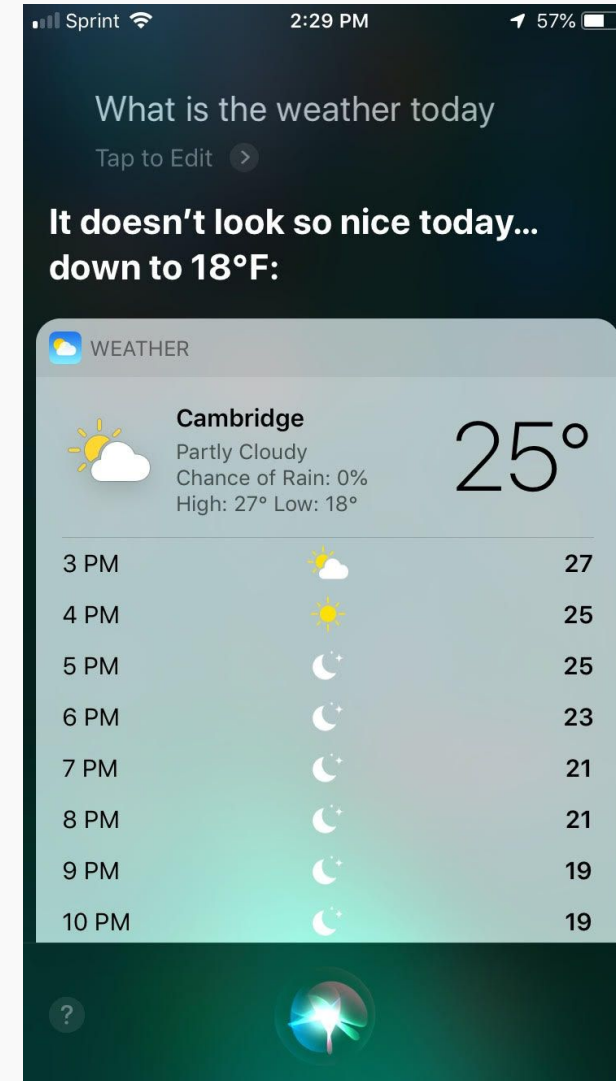 Sprint 2:29 PM 57%
What is the weather today
Tap to Edit >
It doesn’t look so nice today…
down to 18°F:
WEATHER
Cambridge
Partly Cloudy
Chance of Rain: 0%
High: 27° Low: 18°
25°
3 PM 27
4 PM 25
5 PM 25
6 PM 23
7 PM 21
8 PM 21
9 PM 19
10 PM 19
?